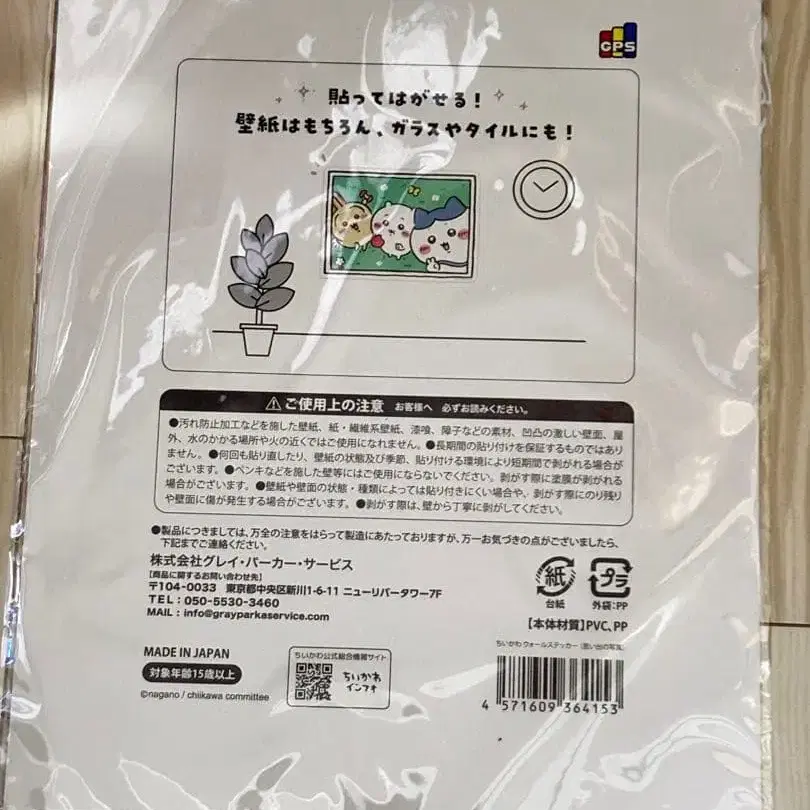 GPS
貼ってはがせる！
壁紙はもちろん、ガラスやタイルにも！
⚠ご使用上の注意 お客様へ 必ずお読みください。
●汚れ防止加工などを施した壁紙、紙・繊維系壁紙、漆喰、障子などの素材、凹凸の激しい壁面、屋
外、水のかかる場所や火の近くではご使用になれません。●長期間の貼り付けを保証するものではあり
ません。●何回も貼り直したり、壁紙の状態及び季節、貼り付ける環境により短期間で剥がれる場合が
ございます。●ペンキなどを施した壁等にはご使用にならないでください。剥がす際に塗膜が剥がれる
場合がございます。●壁紙や壁面の状態・種類によっては貼り付きにくい場合や、剥がす際にのり残り
や壁面に傷が発生する場合がございます。●剥がす際は、壁から丁寧に剥がしてください。
●製品につきましては、万全の注意をはらって製造にあたっておりますが、万一お気づきの点がございましたら、
下記までご連絡ください。
株式会社グレイ・パーカー・サービス
【商品に関するお問い合わせ先】
〒104-0033 東京都中央区新川1-6-11 ニューリバータワー7F
TEL：050-5530-3460
MAIL：info@grayparkaservice.com
紙
台紙
プラ
外袋：PP
【本体材質】PVC、PP
MADE IN JAPAN
対象年齢15歳以上
©nagano / chiikawa committee
ちいかわ公式総合情報サイト
ちいかわ
インフォ
ちいかわ ウォールステッカー（思い出の写真）
4 571609 364153